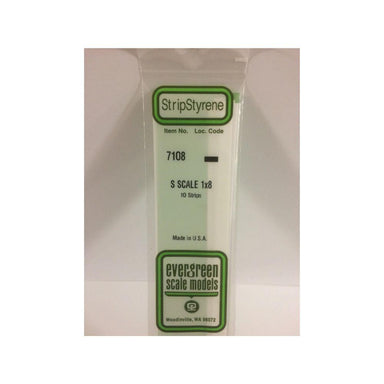 StripStyrene
Item No. Loc. Code
7108
S SCALE 1x8
10 Strips
Made in U.S.A.
evergreen
scale models
Woodinville, WA 98072